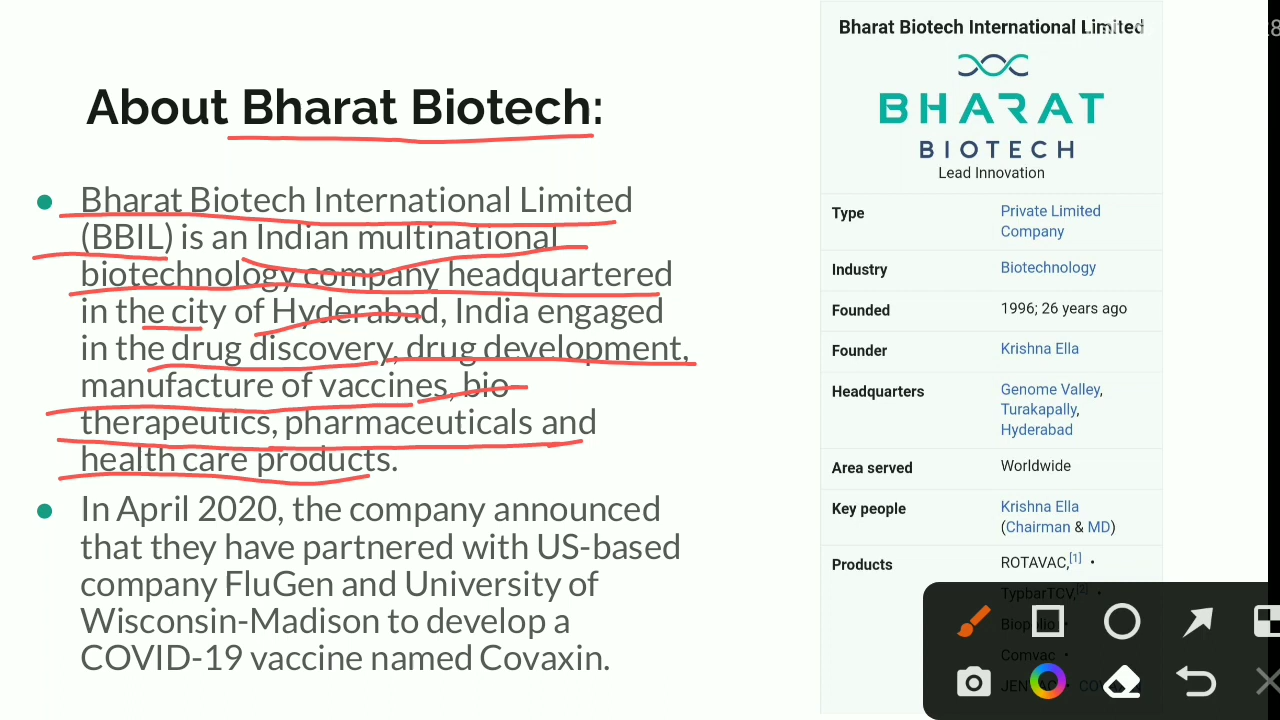 About Bharat Biotech:
Bharat Biotech International Limited
(BBIL) is an Indian multinational
biotechnology company headquartered
in the city of Hyderabad, India engaged
in the drug discovery, drug development,
manufacture of vaccines, bio-
therapeutics, pharmaceuticals and
health care products.
In April 2020, the company announced
that they have partnered with US-based
company FluGen and University of
Wisconsin-Madison to develop a
COVID-19 vaccine named Covaxin.
Bharat Biotech International Limited
BHARAT
BIOTECH
Lead Innovation
Type Private Limited
Company
Industry Biotechnology
Founded 1996; 26 years ago
Founder Krishna Ella
Headquarters Genome Valley,
Turakapally,
Hyderabad
Area served Worldwide
Key people Krishna Ella
(Chairman & MD)
Products ROTAVAC,[1] •
TypbarTCV,[2] •
Biopolio •
Comvac •